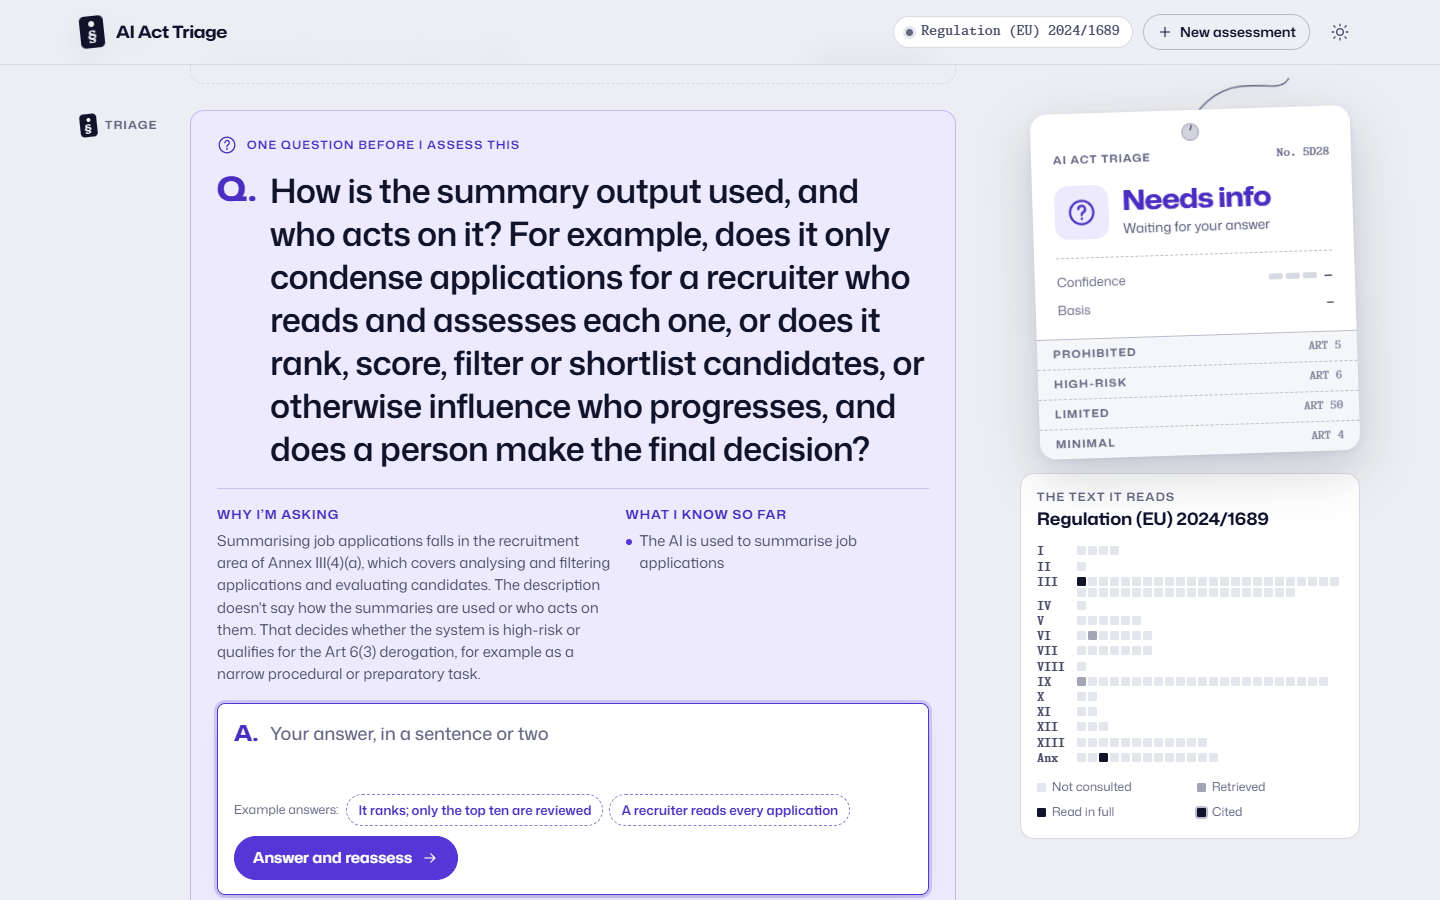 AI Act Triage
Regulation (EU) 2024/1689
New assessment
TRIAGE
ONE QUESTION BEFORE I ASSESS THIS
Q. How is the summary output used, and
who acts on it? For example, does it only
condense applications for a recruiter who
reads and assesses each one, or does it
rank, score, filter or shortlist candidates, or
otherwise influence who progresses, and
does a person make the final decision?
WHY I'M ASKING
Summarising job applications falls in the recruitment
area of Annex III(4)(a), which covers analysing and filtering
applications and evaluating candidates. The description
doesn't say how the summaries are used or who acts on
them. That decides whether the system is high-risk or
qualifies for the Art 6(3) derogation, for example as a
narrow procedural or preparatory task.
WHAT I KNOW SO FAR
The AI is used to summarise job
applications
A. Your answer, in a sentence or two
Example answers: It ranks; only the top ten are reviewed A recruiter reads every application
Answer and reassess →
AI ACT TRIAGE No. 5D28
Needs info
Waiting for your answer
Confidence –
Basis –
PROHIBITED ART 5
HIGH-RISK ART 6
LIMITED ART 50
MINIMAL ART 4
THE TEXT IT READS
Regulation (EU) 2024/1689
I
II
III
IV
V
VI
VII
VIII
IX
X
XI
XII
XIII
Anx
Not consulted Retrieved
Read in full Cited